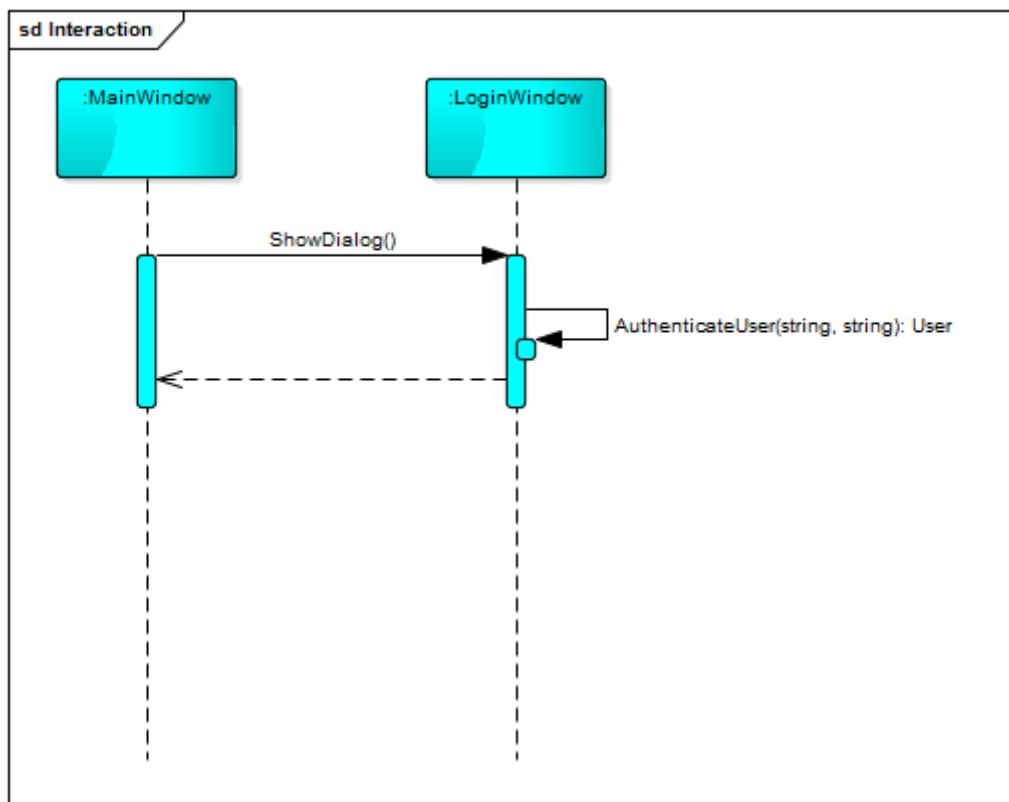 sd Interaction
:MainWindow
:LoginWindow
ShowDialog()
AuthenticateUser(string, string): User